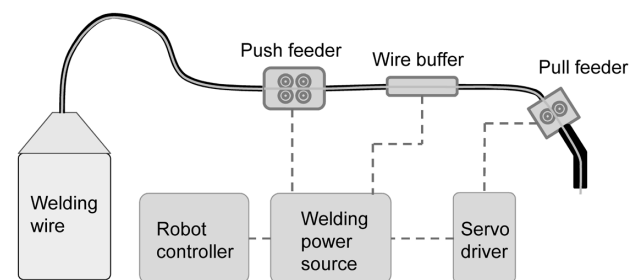 Push feeder
Wire buffer
Pull feeder
Welding
wire
Robot
controller
Welding
power
source
Servo
driver